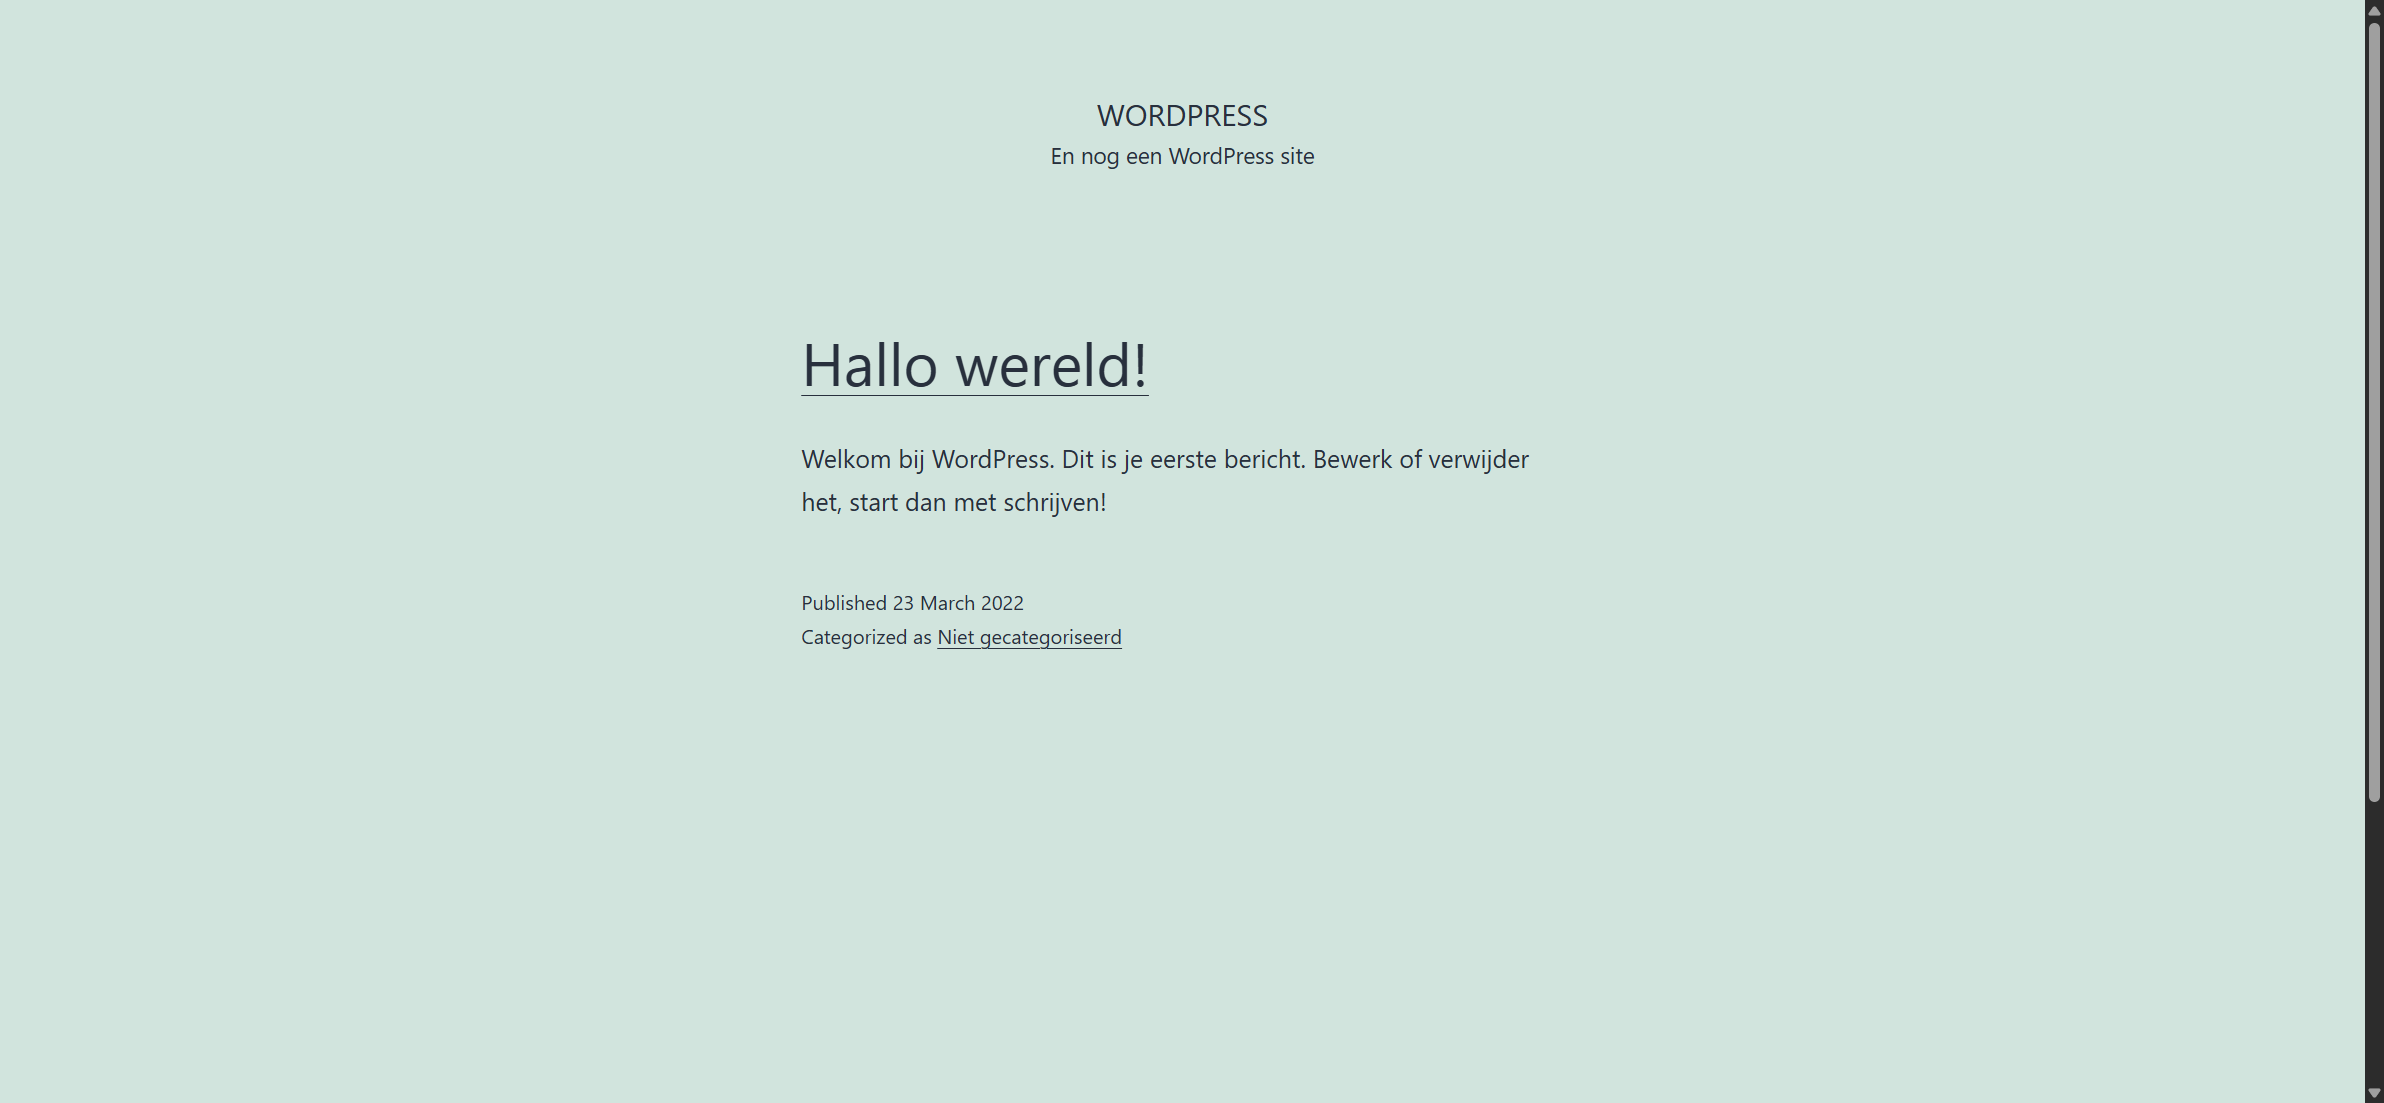 WORDPRESS
En nog een WordPress site
Hallo wereld!
Welkom bij WordPress. Dit is je eerste bericht. Bewerk of verwijder
het, start dan met schrijven!
Published 23 March 2022
Categorized as Niet gecategoriseerd